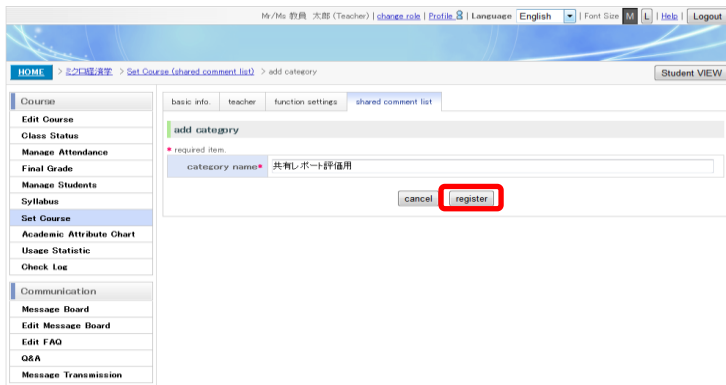 Mr/Ms 教員 太郎 (Teacher) | change role | Profile | Language English | Font Size M L | Help | Logout
HOME > ミクロ経済学 > Set Course (shared comment list) > add category
Student VIEW
Course
Edit Course
Class Status
Manage Attendance
Final Grade
Manage Students
Syllabus
Set Course
Academic Attribute Chart
Usage Statistic
Check Log
Communication
Message Board
Edit Message Board
Edit FAQ
Q&A
Message Transmission
basic info. teacher function settings shared comment list
add category
* required item.
category name* 共有レポート評価用
cancel register